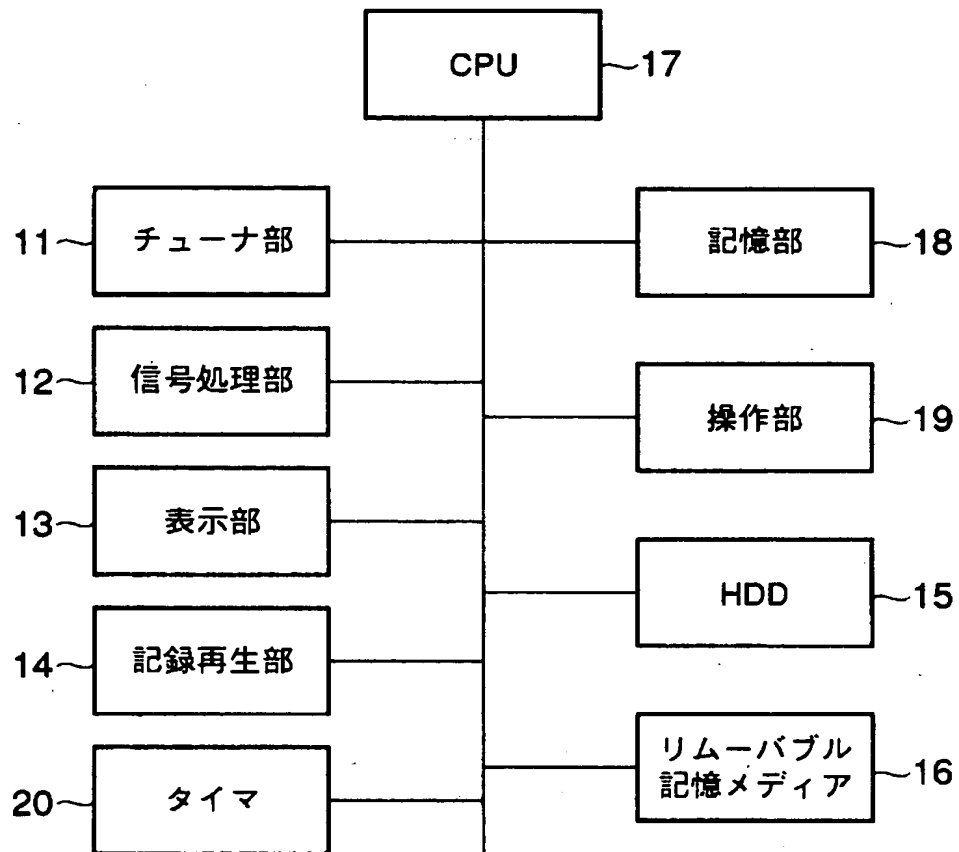 CPU
17
11
チューナ部
記憶部
18
12
信号処理部
操作部
19
13
表示部
HDD
15
14
記録再生部
リムーバブル
記憶メディア
16
20
タイマ